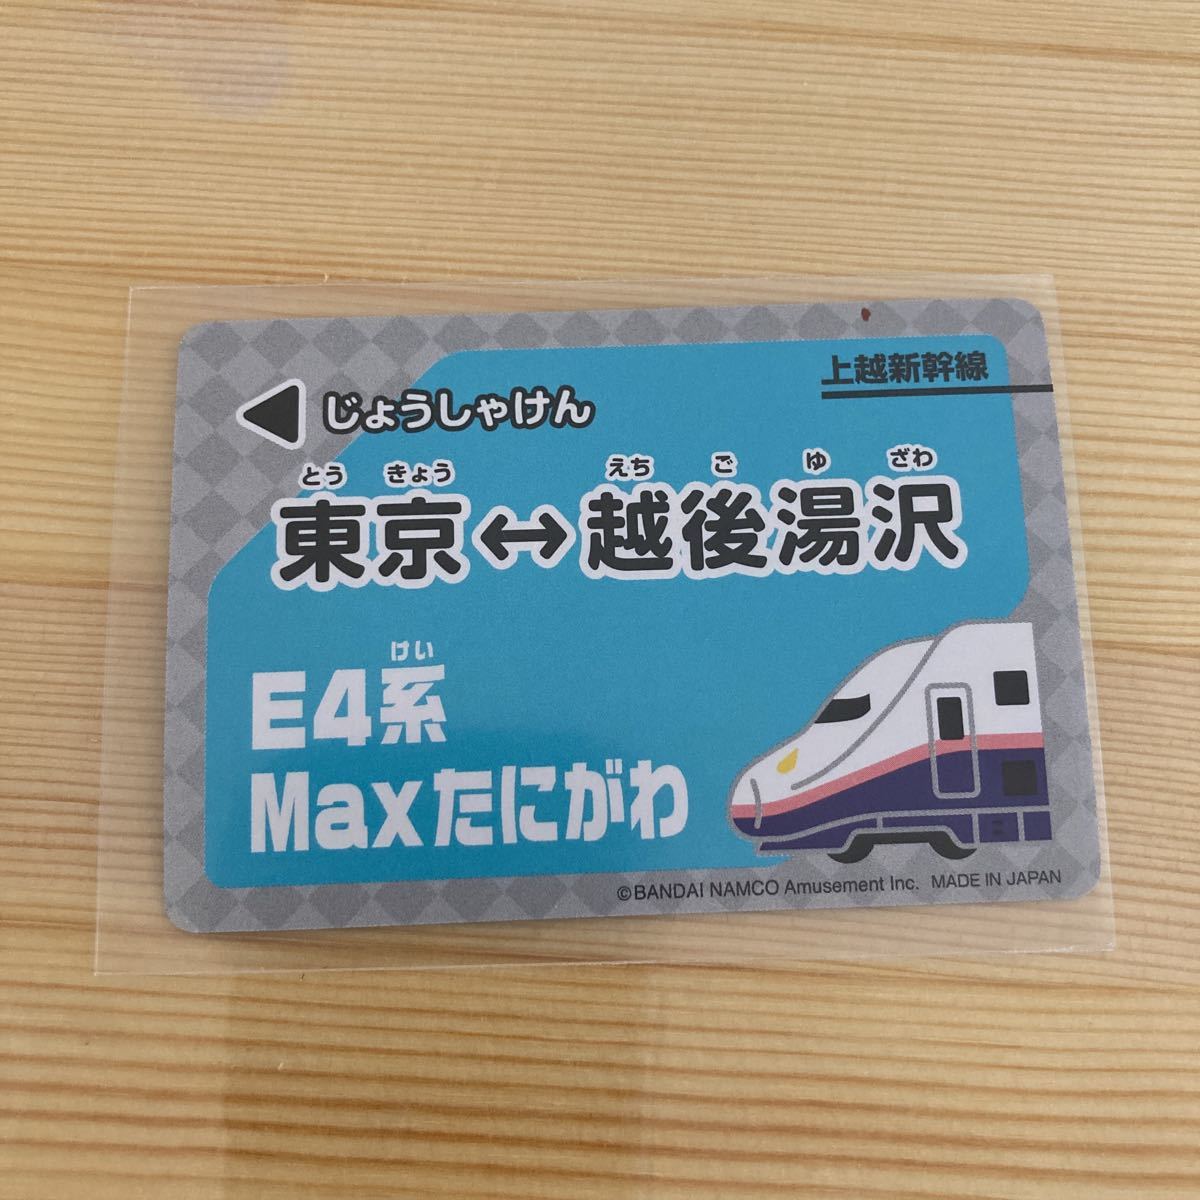 上越新幹線
じょうしゃけん
とう きょう えち ご ゆ ざわ
東京↔越後湯沢
けい
E4系
Maxたにがわ
©BANDAI NAMCO Amusement Inc. MADE IN JAPAN